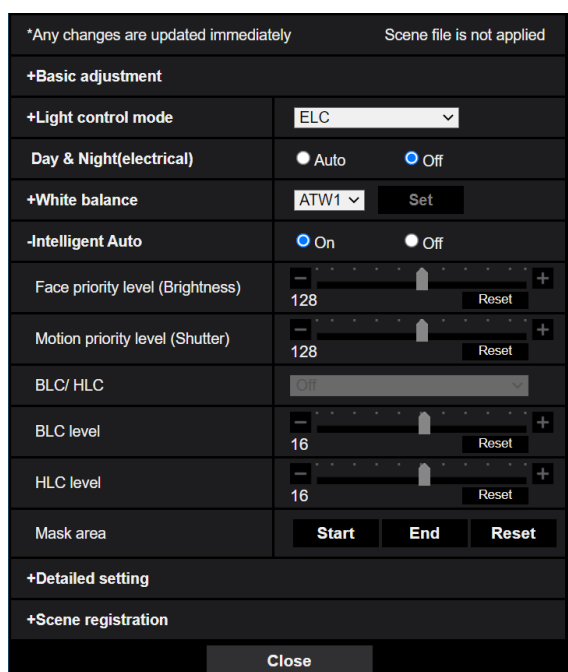 *Any changes are updated immediately Scene file is not applied
+Basic adjustment
+Light control mode ELC
Day & Night(electrical) Auto Off
+White balance ATW1 Set
-Intelligent Auto On Off
Face priority level (Brightness) 128 Reset
Motion priority level (Shutter) 128 Reset
BLC/ HLC Off
BLC level 16 Reset
HLC level 16 Reset
Mask area Start End Reset
+Detailed setting
+Scene registration
Close